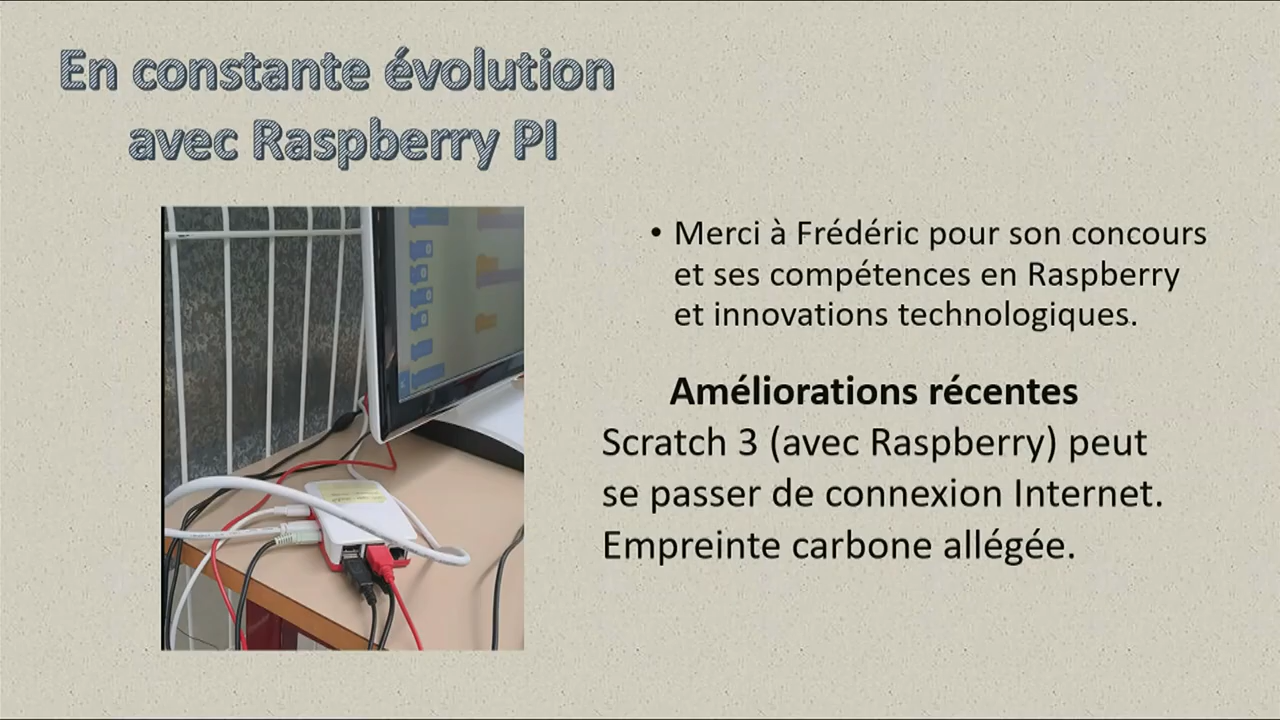 En constante évolution
avec Raspberry PI
• Merci à Frédéric pour son concours
et ses compétences en Raspberry
et innovations technologiques.
Améliorations récentes
Scratch 3 (avec Raspberry) peut
se passer de connexion Internet.
Empreinte carbone allégée.